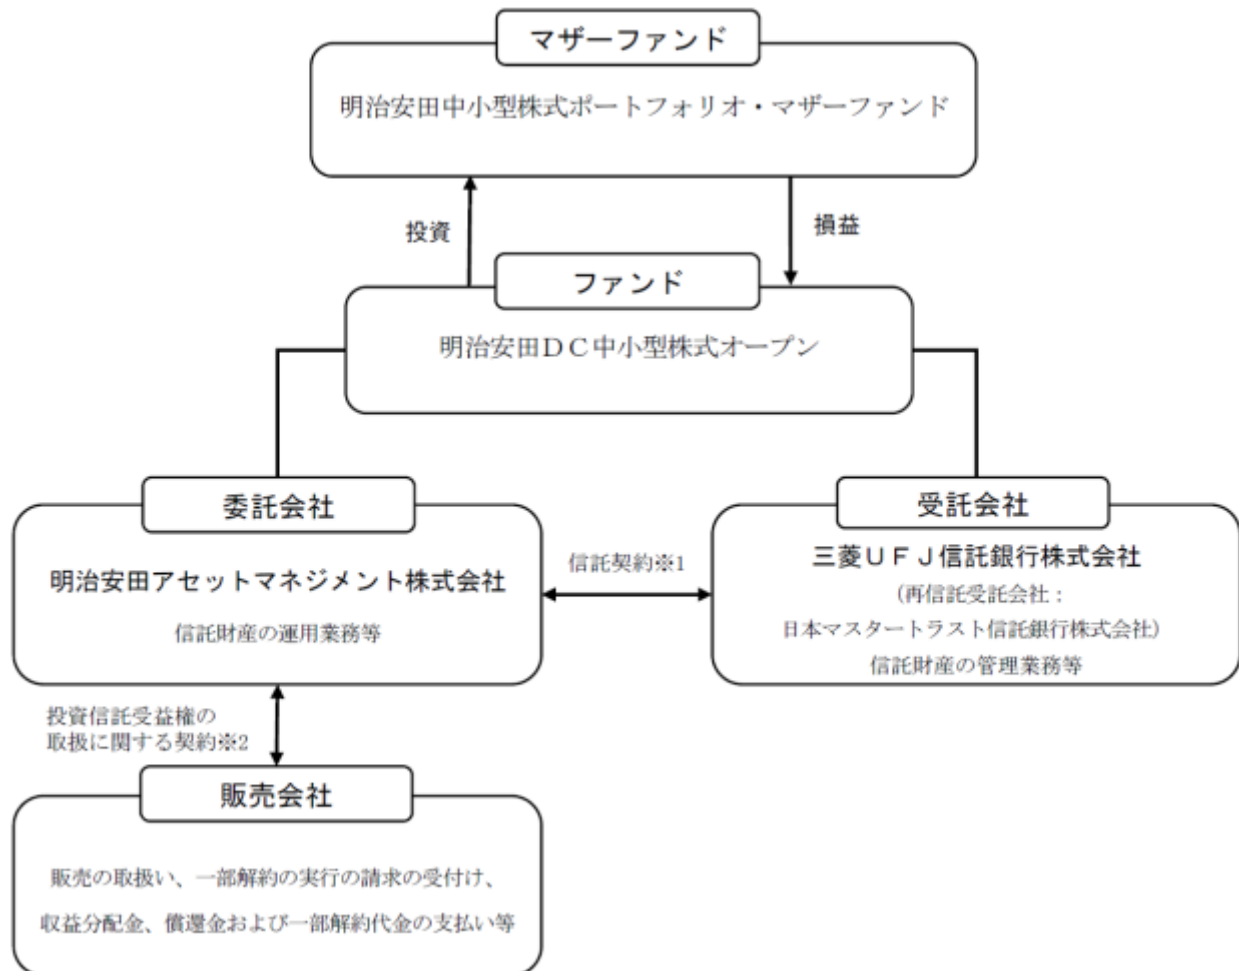 マザーファンド
明治安田中小型株式ポートフォリオ・マザーファンド
投資
損益
ファンド
明治安田ＤＣ中小型株式オープン
委託会社
明治安田アセットマネジメント株式会社
信託財産の運用業務等
信託契約※1
受託会社
三菱ＵＦＪ信託銀行株式会社
（再信託受託会社：
日本マスタートラスト信託銀行株式会社）
信託財産の管理業務等
投資信託受益権の
取扱に関する契約※2
販売会社
販売の取扱い、一部解約の実行の請求の受付け、
収益分配金、償還金および一部解約代金の支払い等